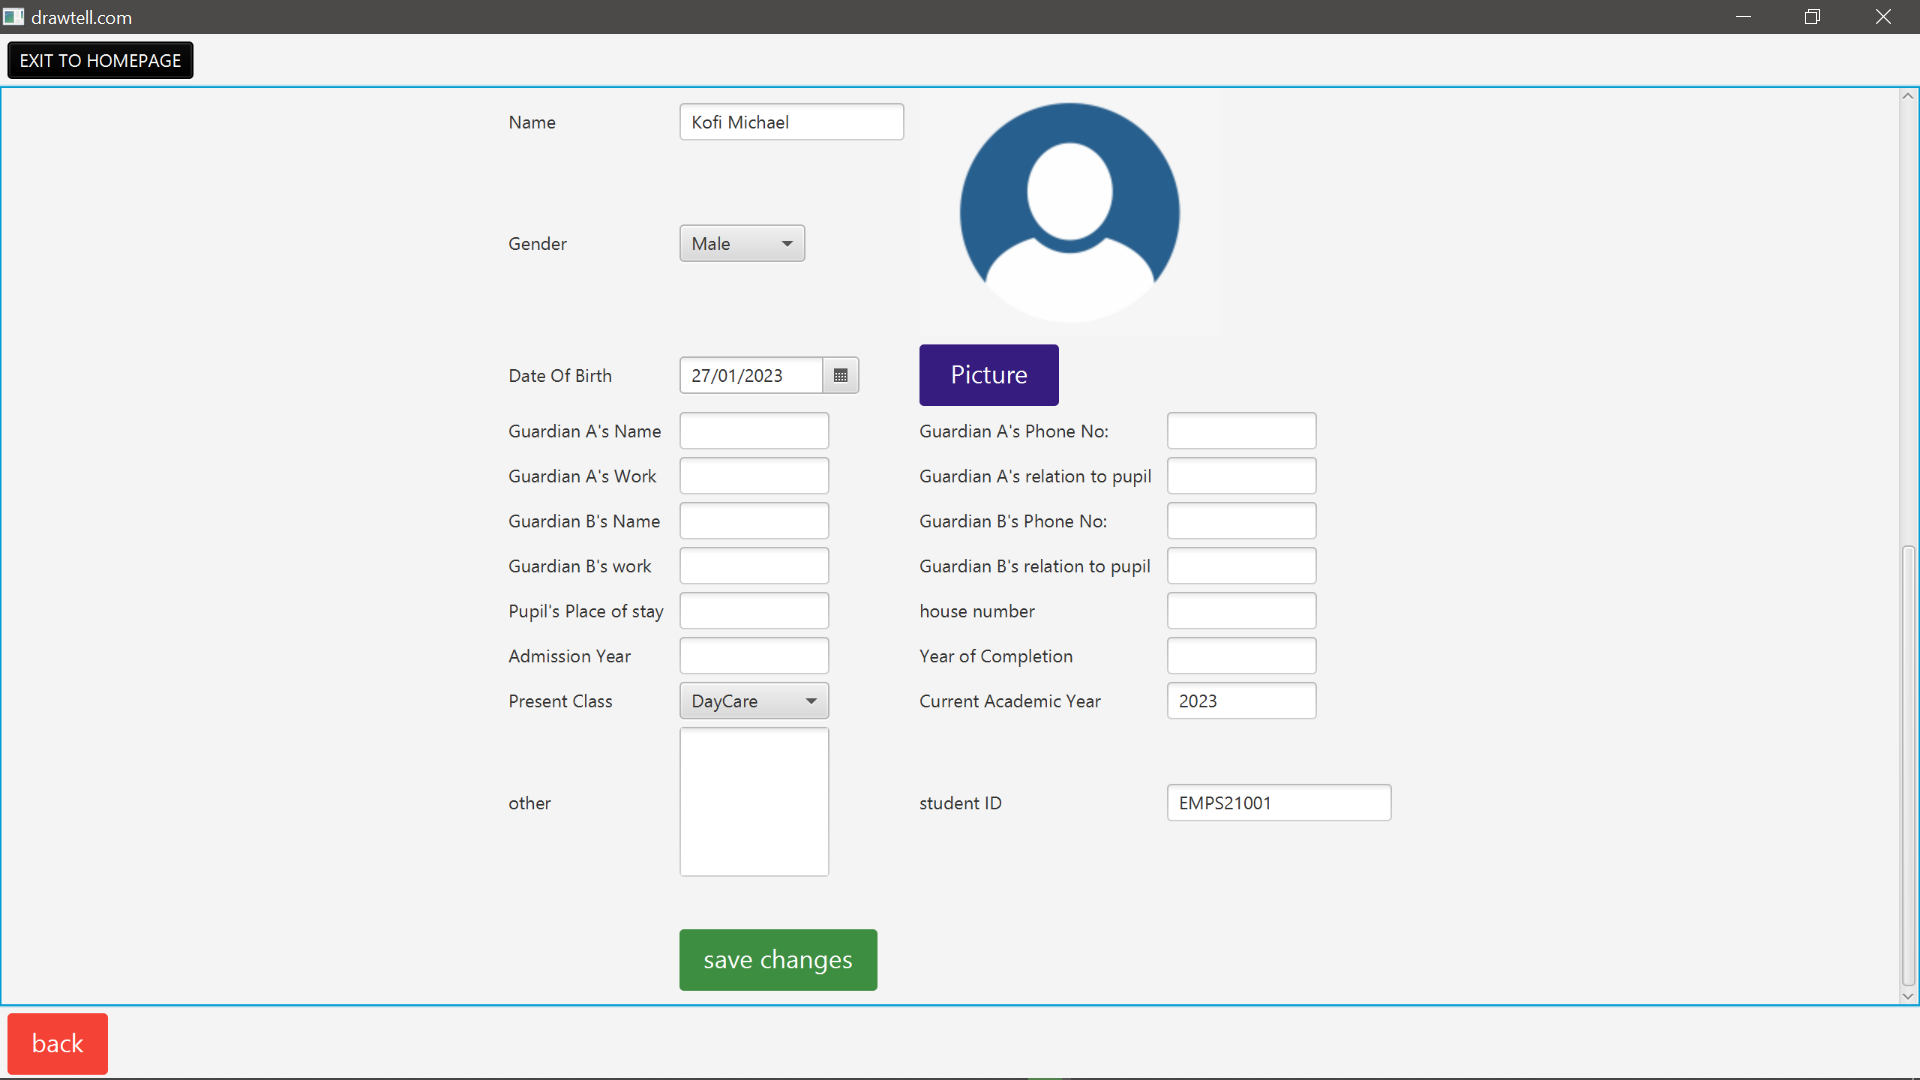 drawtell.com
EXIT TO HOMEPAGE
Name Kofi Michael
Gender Male
Date Of Birth 27/01/2023 Picture
Guardian A's Name Guardian A's Phone No:
Guardian A's Work Guardian A's relation to pupil
Guardian B's Name Guardian B's Phone No:
Guardian B's work Guardian B's relation to pupil
Pupil's Place of stay house number
Admission Year Year of Completion
Present Class DayCare Current Academic Year 2023
other student ID EMPS21001
save changes
back